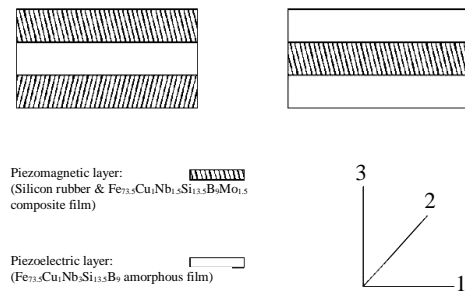 Piezomagnetic layer:
(Silicon rubber & Fe73.5Cu1Nb1.5Si13.5B9Mo1.5
composite film)
Piezoelectric layer:
(Fe73.5Cu1Nb3Si13.5B9 amorphous film)
3
2
1